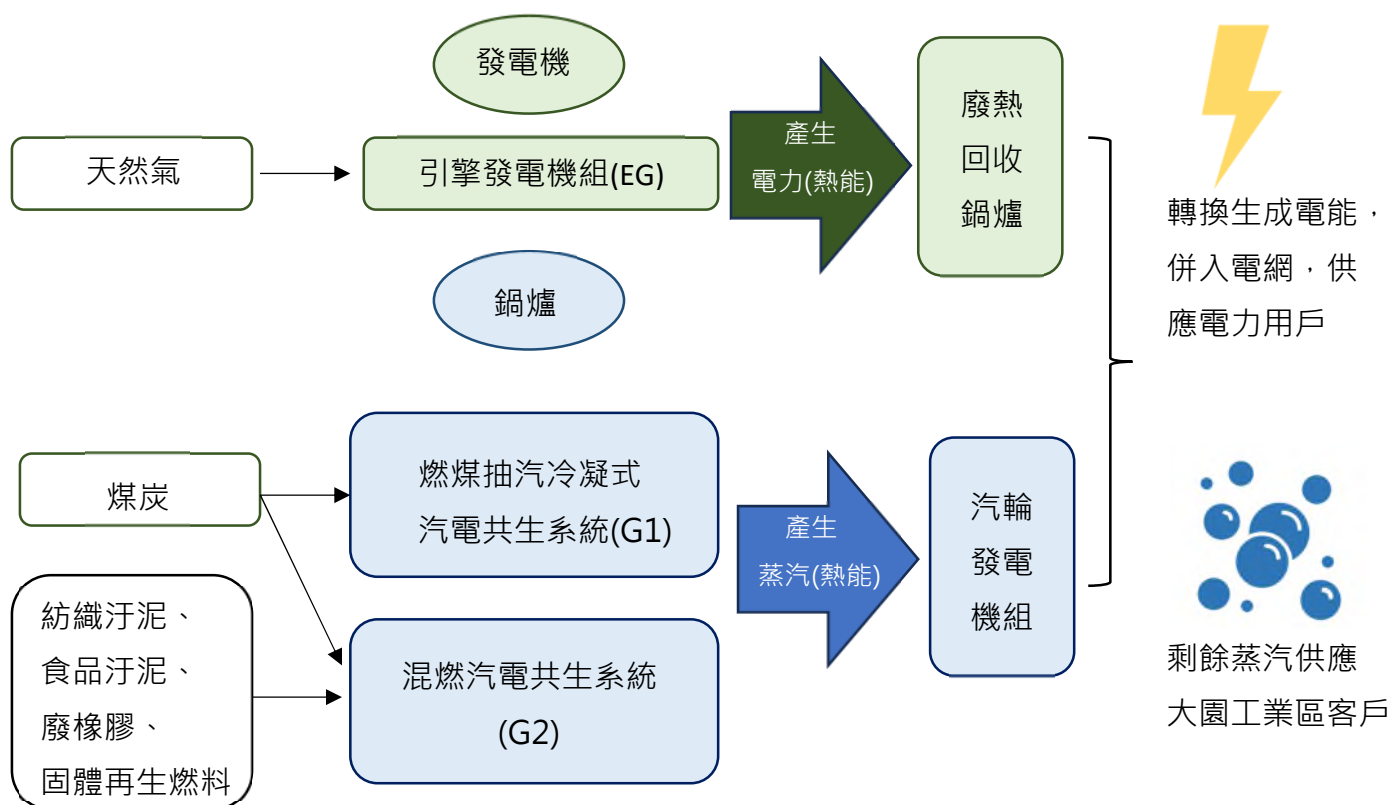 發電機
天然氣
引擎發電機組(EG)
產生
電力(熱能)
廢熱
回收
鍋爐
轉換生成電能，
併入電網，供
應電力用戶
鍋爐
煤炭
燃煤抽汽冷凝式
汽電共生系統(G1)
產生
蒸汽(熱能)
汽輪
發電
機組
紡織汙泥、
食品汙泥、
廢橡膠、
固體再生燃料
混燃汽電共生系統
(G2)
剩餘蒸汽供應
大園工業區客戶